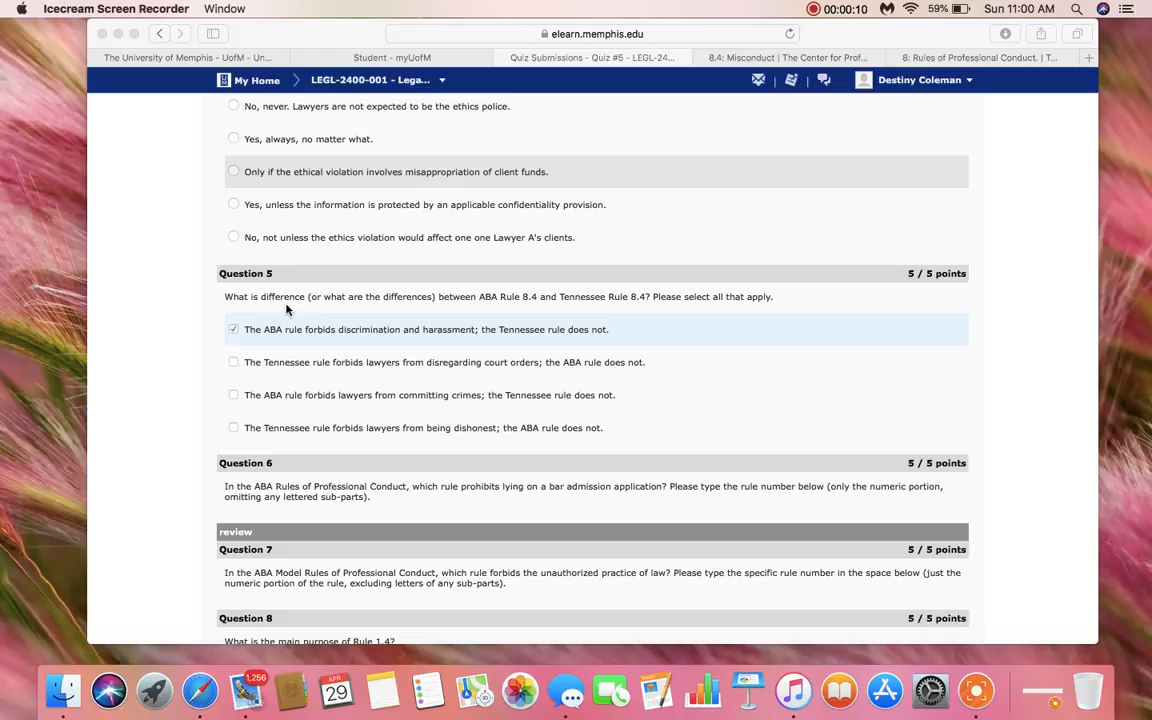 Icecream Screen Recorder Window 00:00:10 59% Sun 11:00 AM
elearn.memphis.edu
The University of Memphis - UofM - Un... Student - myUofM Quiz Submissions - Quiz #5 - LEGL-24... 8.4: Misconduct | The Center for Prof... 8: Rules of Professional Conduct. | T...
My Home LEGL-2400-001 - Lega... Destiny Coleman
No, never. Lawyers are not expected to be the ethics police.
Yes, always, no matter what.
Only if the ethical violation involves misappropriation of client funds.
Yes, unless the information is protected by an applicable confidentiality provision.
No, not unless the ethics violation would affect one one Lawyer A's clients.
Question 5 5 / 5 points
What is difference (or what are the differences) between ABA Rule 8.4 and Tennessee Rule 8.4? Please select all that apply.
The ABA rule forbids discrimination and harassment; the Tennessee rule does not.
The Tennessee rule forbids lawyers from disregarding court orders; the ABA rule does not.
The ABA rule forbids lawyers from committing crimes; the Tennessee rule does not.
The Tennessee rule forbids lawyers from being dishonest; the ABA rule does not.
Question 6 5 / 5 points
In the ABA Rules of Professional Conduct, which rule prohibits lying on a bar admission application? Please type the rule number below (only the numeric portion,
omitting any lettered sub-parts).
review
Question 7 5 / 5 points
In the ABA Model Rules of Professional Conduct, which rule forbids the unauthorized practice of law? Please type the specific rule number in the space below (just the
numeric portion of the rule, excluding letters of any sub-parts).
Question 8 5 / 5 points
What is the main purpose of Rule 1.4?
1,256
APR
29